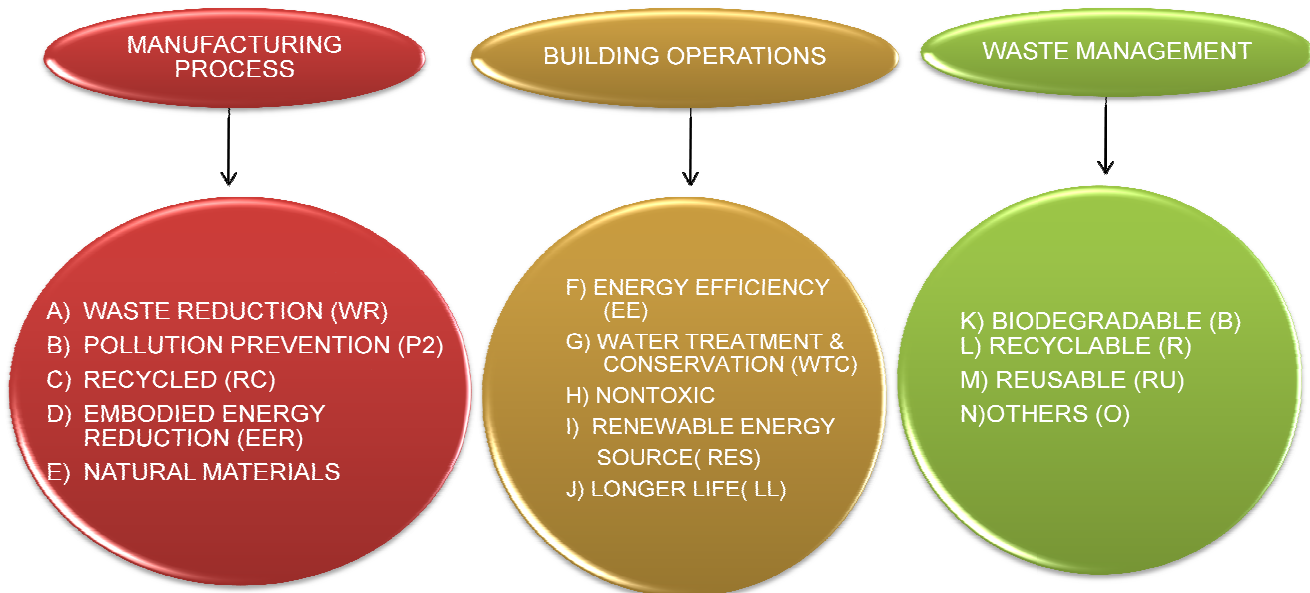 MANUFACTURING
PROCESS
A) WASTE REDUCTION (WR)
B) POLLUTION PREVENTION (P2)
C) RECYCLED (RC)
D) EMBODIED ENERGY
REDUCTION (EER)
E) NATURAL MATERIALS
BUILDING OPERATIONS
F) ENERGY EFFICIENCY
(EE)
G) WATER TREATMENT &
CONSERVATION (WTC)
H) NONTOXIC
I) RENEWABLE ENERGY
SOURCE( RES)
J) LONGER LIFE( LL)
WASTE MANAGEMENT
K) BIODEGRADABLE (B)
L) RECYCLABLE (R)
M) REUSABLE (RU)
N)OTHERS (O)